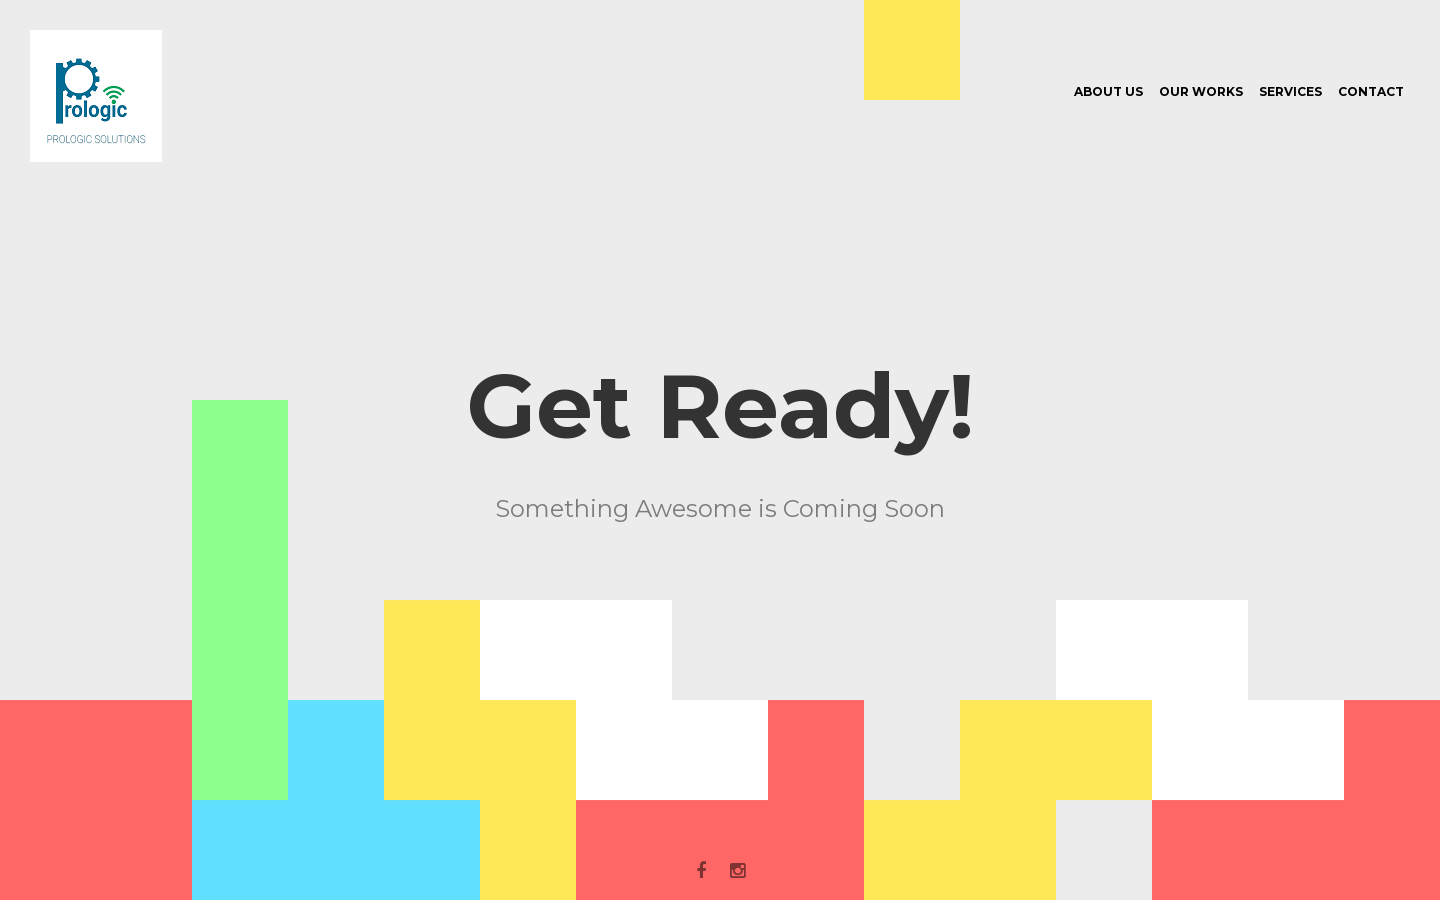 Prologic
PROLOGIC SOLUTIONS
ABOUT US OUR WORKS SERVICES CONTACT
Get Ready!
Something Awesome is Coming Soon